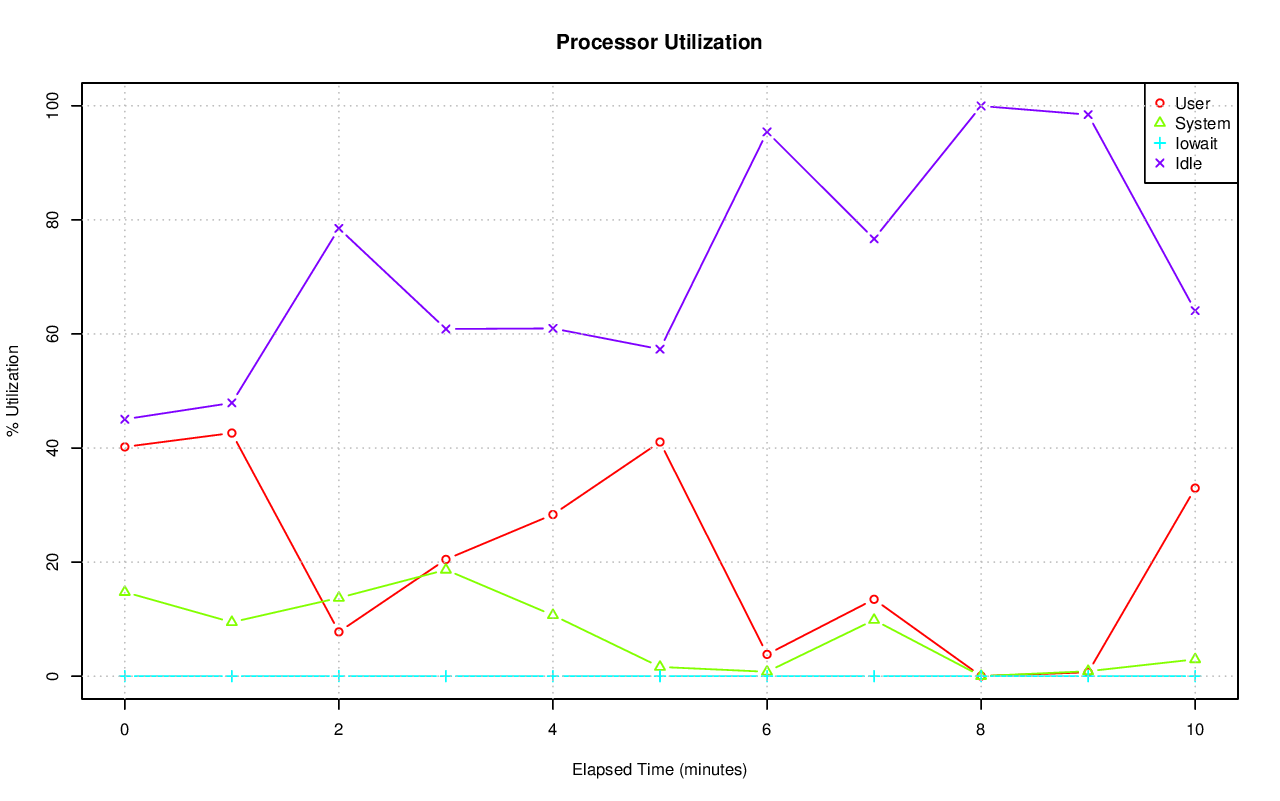 Processor Utilization
User
System
Iowait
Idle
100
80
60
40
20
0
% Utilization
0 2 4 6 8 10
Elapsed Time (minutes)